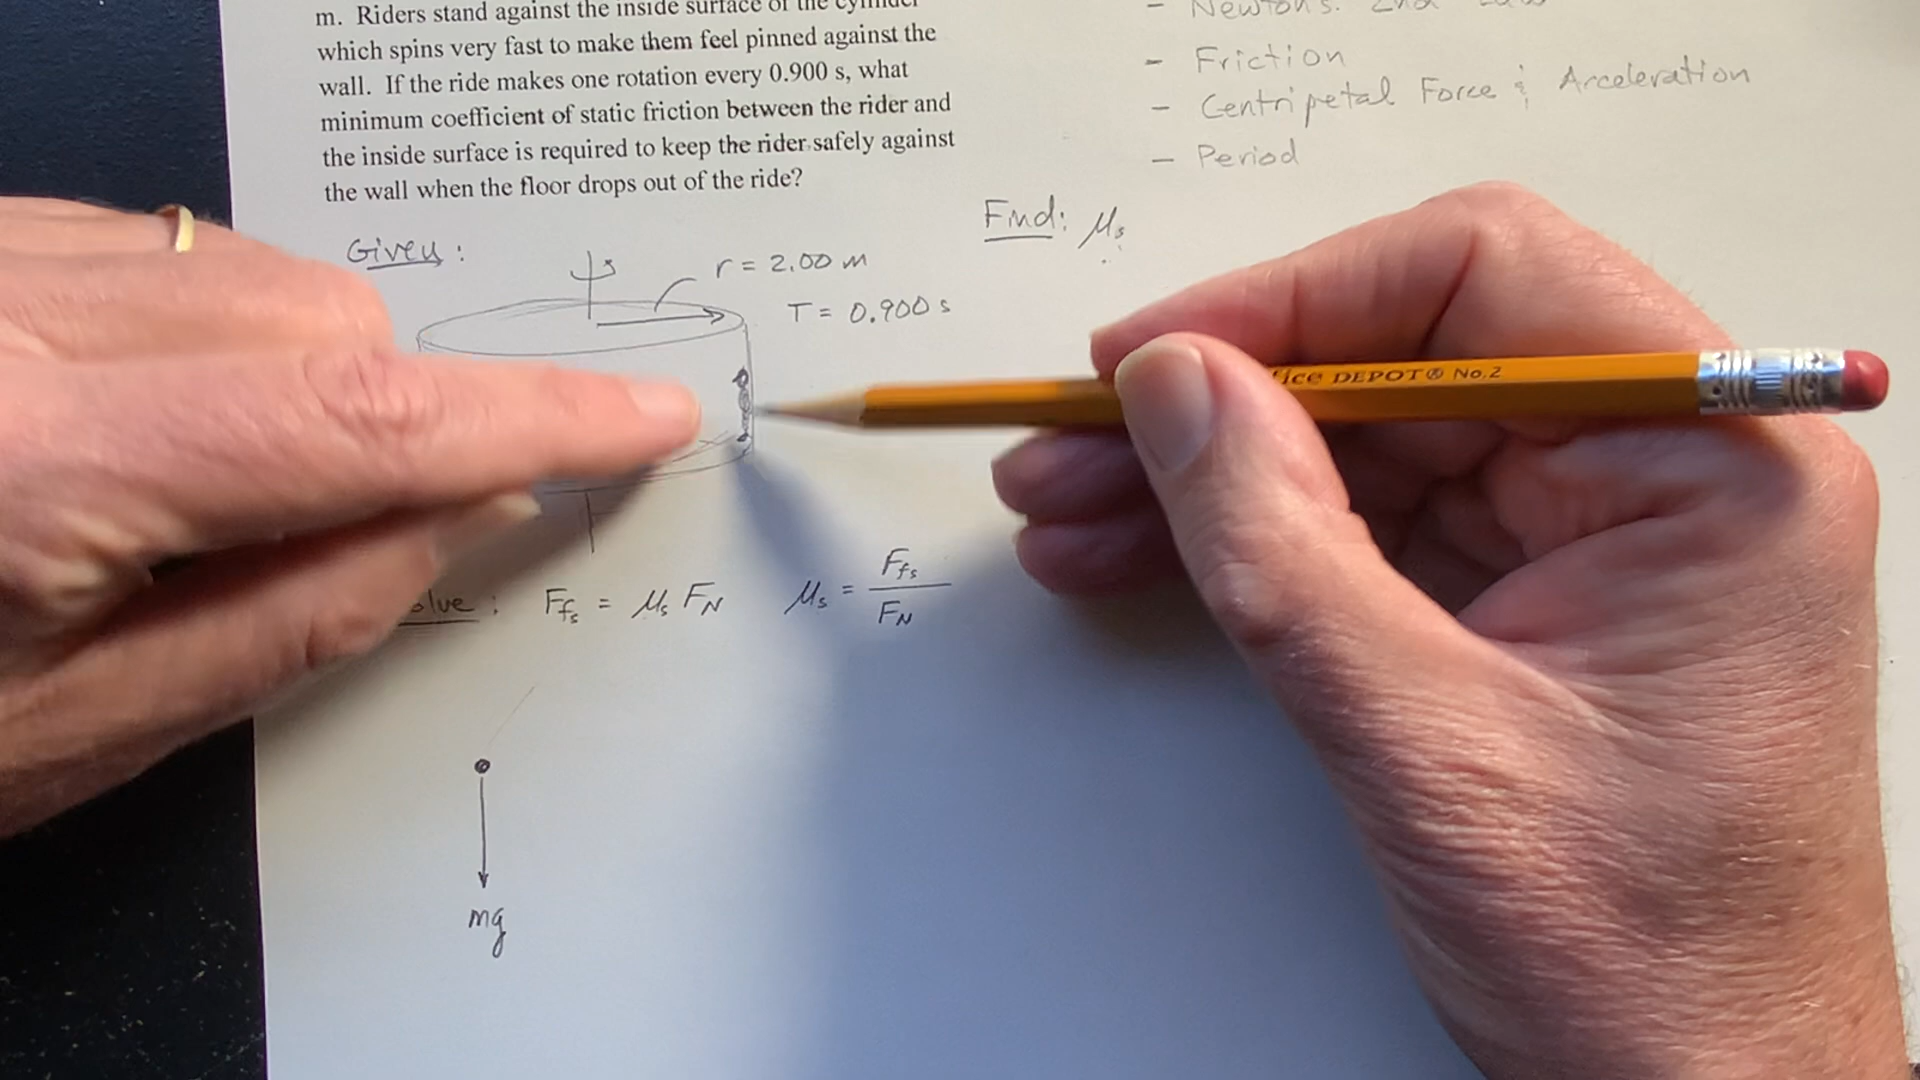 m. Riders stand against the inside surface of the cylinder
which spins very fast to make them feel pinned against the
wall. If the ride makes one rotation every 0.900 s, what
minimum coefficient of static friction between the rider and
the inside surface is required to keep the rider safely against
the wall when the floor drops out of the ride?
- Newton's 2nd Law
- Friction
- Centripetal Force & Acceleration
- Period
Find: μs
Given:
r = 2.00 m
T = 0.900 s
DEPOT® No.2
olve: Ffs = μs FN μs = Ffs / FN
mg